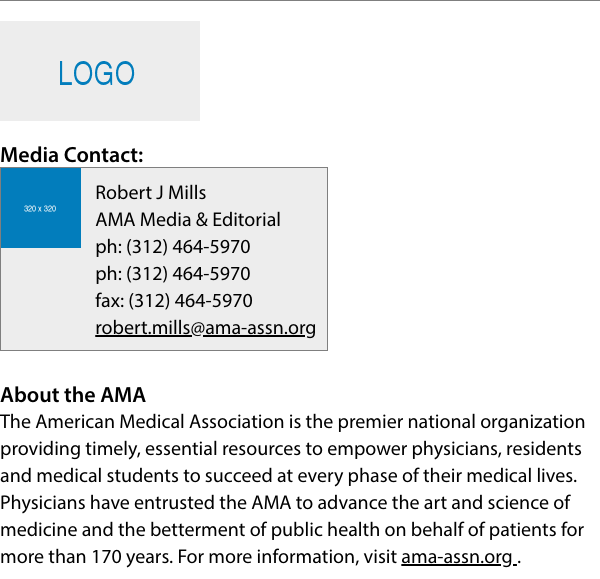 LOGO
Media Contact:
320 x 320
Robert J Mills
AMA Media & Editorial
ph: (312) 464-5970
ph: (312) 464-5970
fax: (312) 464-5970
robert.mills@ama-assn.org
About the AMA
The American Medical Association is the premier national organization
providing timely, essential resources to empower physicians, residents
and medical students to succeed at every phase of their medical lives.
Physicians have entrusted the AMA to advance the art and science of
medicine and the betterment of public health on behalf of patients for
more than 170 years. For more information, visit ama-assn.org .